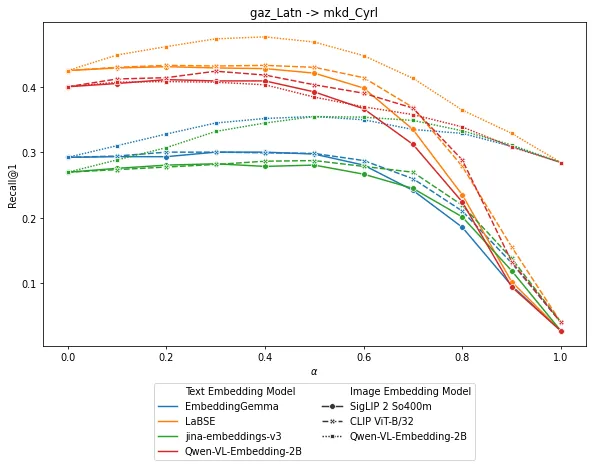 gaz_Latn -> mkd_Cyrl
Recall@1
0.4
0.3
0.2
0.1
0.0 0.2 0.4 0.6 0.8 1.0
α
Text Embedding Model
EmbeddingGemma
LaBSE
jina-embeddings-v3
Qwen-VL-Embedding-2B
Image Embedding Model
SigLIP 2 So400m
CLIP ViT-B/32
Qwen-VL-Embedding-2B